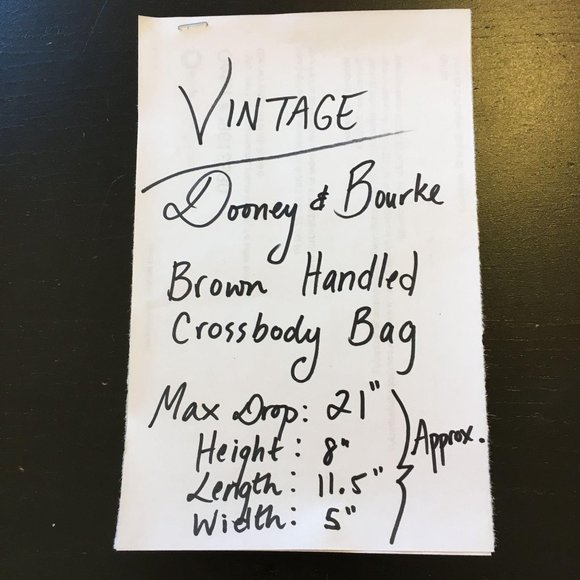 VINTAGE
Dooney & Bourke
Brown Handled
Crossbody Bag
Max Drop: 21"
Height: 8"
Length: 11.5"
Width: 5"
Approx.